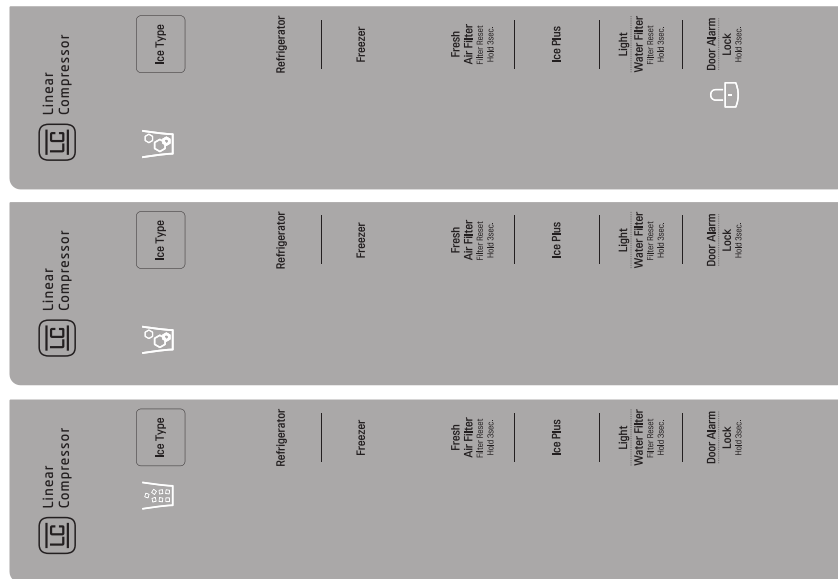 LC
Linear
Compressor
Ice Type
Refrigerator
Freezer
Fresh
Air Filter
Filter Reset
Hold 3sec.
Ice Plus
Light
Water Filter
Filter Reset
Hold 3sec.
Door Alarm
Lock
Hold 3sec.
LC
Linear
Compressor
Ice Type
Refrigerator
Freezer
Fresh
Air Filter
Filter Reset
Hold 3sec.
Ice Plus
Light
Water Filter
Filter Reset
Hold 3sec.
Door Alarm
Lock
Hold 3sec.
LC
Linear
Compressor
Ice Type
Refrigerator
Freezer
Fresh
Air Filter
Filter Reset
Hold 3sec.
Ice Plus
Light
Water Filter
Filter Reset
Hold 3sec.
Door Alarm
Lock
Hold 3sec.